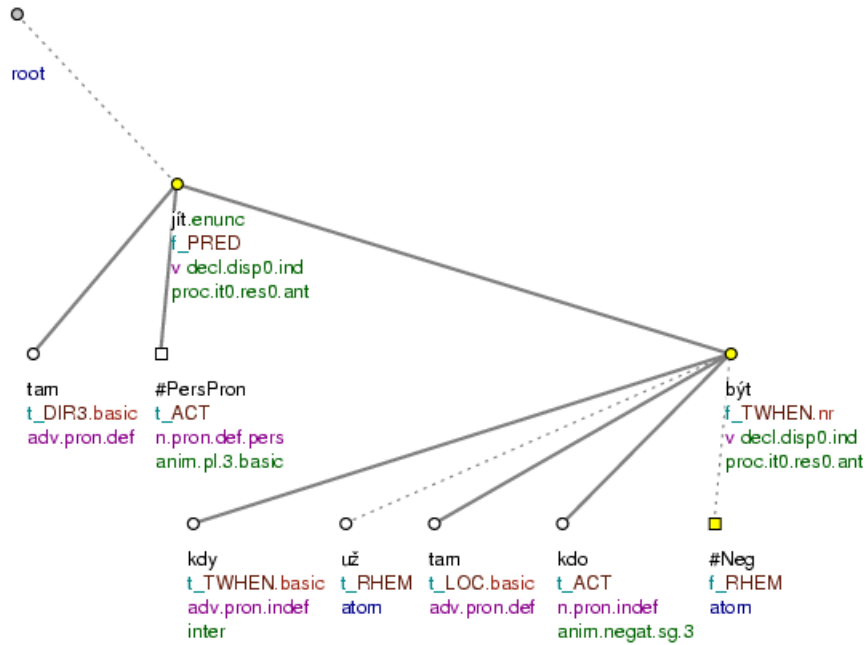 root
jít.enunc
f_PRED
v decl.disp0.ind
proc.it0.res0.ant
tam
t_DIR3.basic
adv.pron.def
#PersPron
t_ACT
n.pron.def.pers
anim.pl.3.basic
být
f_TWHEN.nr
v decl.disp0.ind
proc.it0.res0.ant
kdy
t_TWHEN.basic
adv.pron.indef
inter
už
t_RHEM
atom
tam
t_LOC.basic
adv.pron.def
kdo
t_ACT
n.pron.indef
anim.negat.sg.3
#Neg
f_RHEM
atom